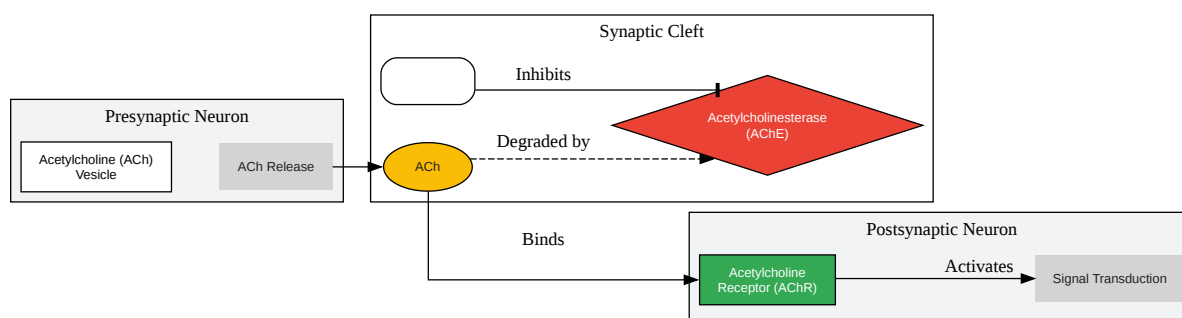 Synaptic Cleft
Inhibits
Presynaptic Neuron
Acetylcholine (ACh)
Vesicle
ACh Release
ACh
Degraded by
Acetylcholinesterase
(AChE)
Binds
Postsynaptic Neuron
Acetylcholine
Receptor (AChR)
Activates
Signal Transduction